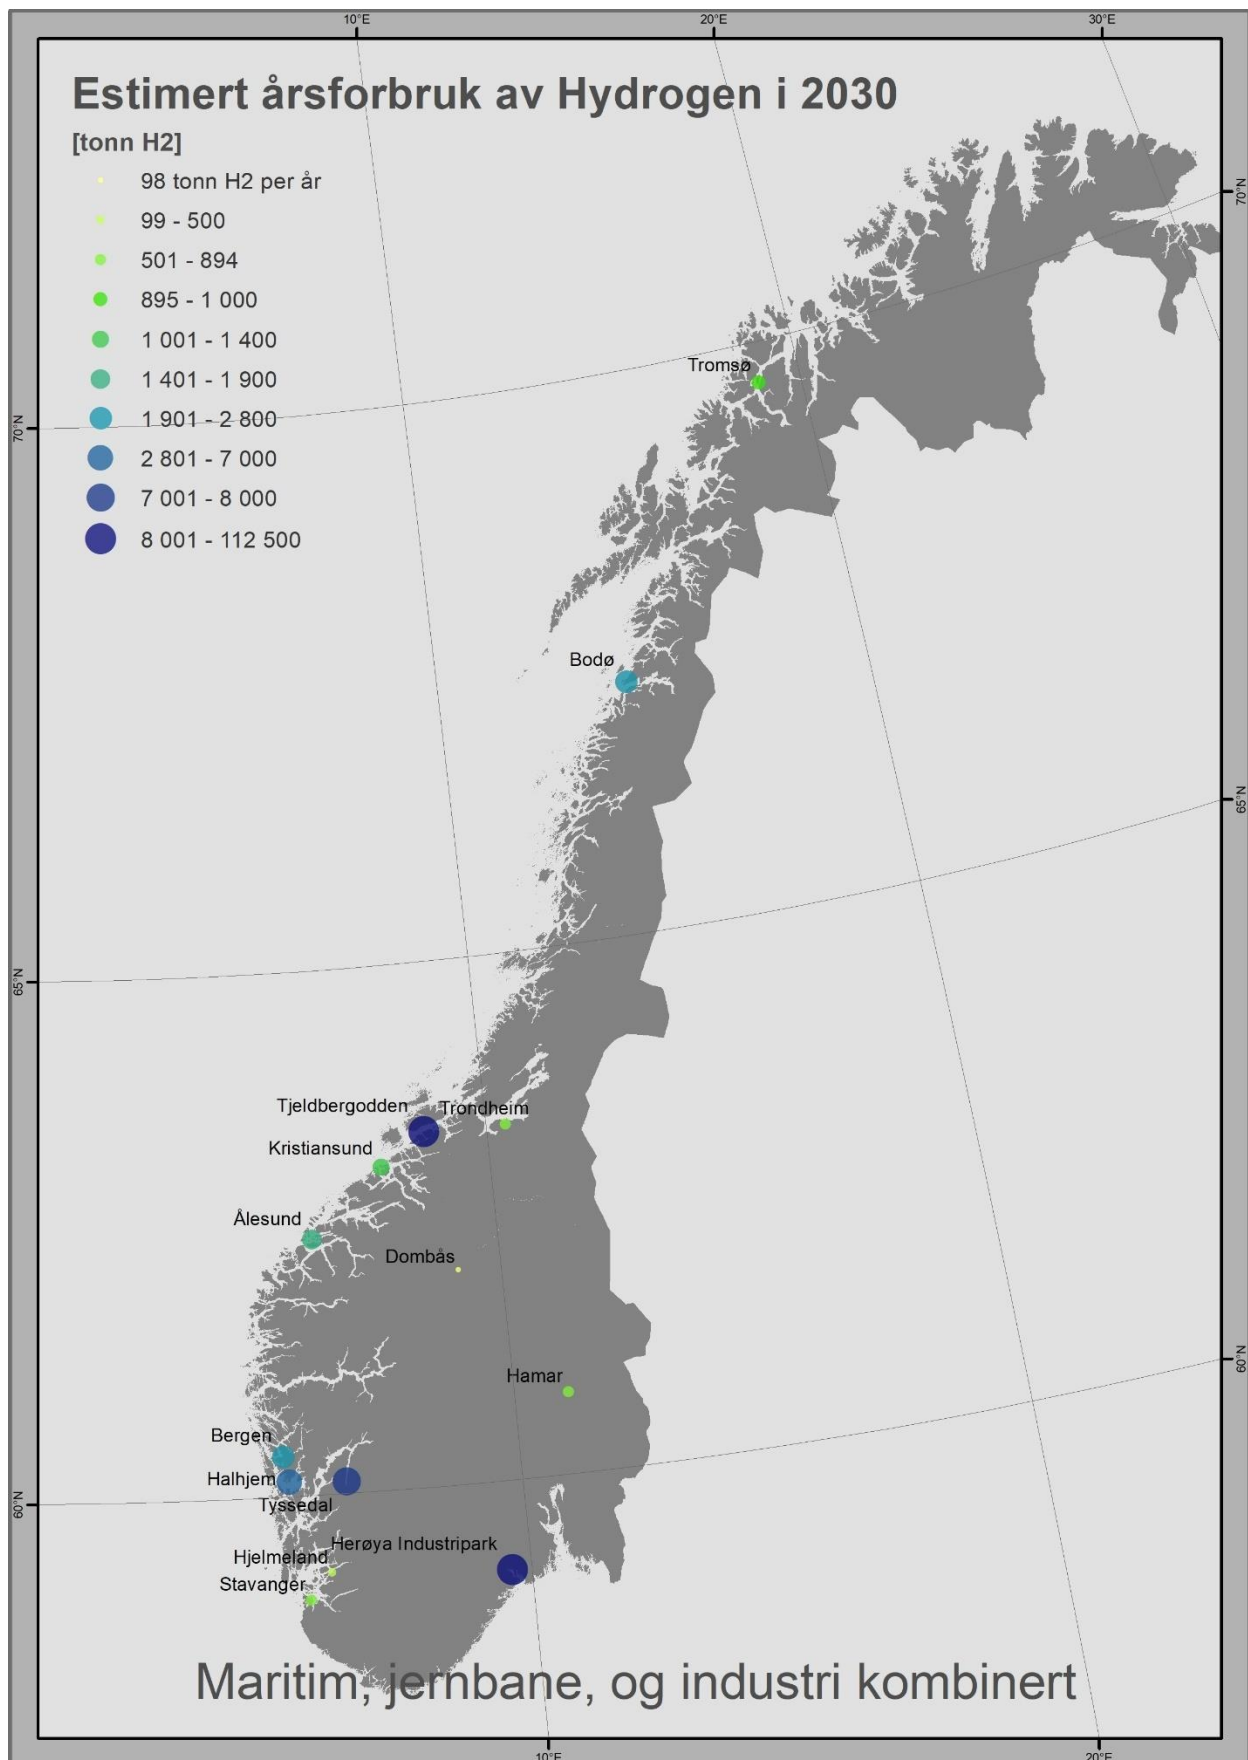 10°E
20°E
30°E
Estimert årsforbruk av Hydrogen i 2030
[tonn H2]
98 tonn H2 per år
99 - 500
501 - 894
895 - 1 000
1 001 - 1 400
1 401 - 1 900
1 901 - 2 800
2 801 - 7 000
7 001 - 8 000
8 001 - 112 500
70°N
Tromsø
70°N
Bodø
65°N
65°N
Tjeldbergodden
Trondheim
Kristiansund
Ålesund
Dombås
60°N
Hamar
Bergen
Halhjem
60°N
Tyssedal
Herøya Industripark
Hjelmeland
Stavanger
Maritim, jernbane, og industri kombinert
10°E
20°E